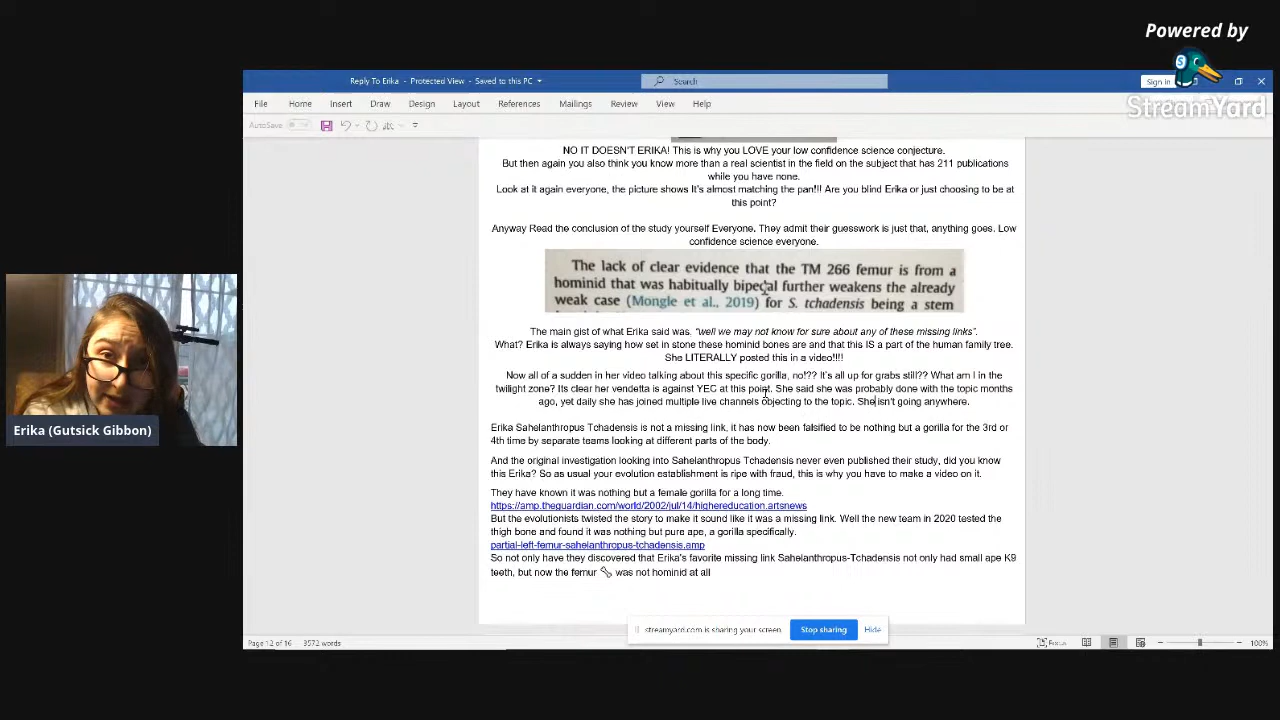 Powered by
StreamYard
Reply To Erika - Protected View - Saved to this PC
Search
Sign in
File Home Insert Draw Design Layout References Mailings Review View Help
AutoSave
NO IT DOESN'T ERIKA! This is why you LOVE your low confidence science conjecture.
But then again you also think you know more than a real scientist in the field on the subject that has 211 publications
while you have none.
Look at it again everyone, the picture shows It's almost matching the pan!!! Are you blind Erika or just choosing to be at
this point?
Anyway Read the conclusion of the study yourself Everyone. They admit their guesswork is just that, anything goes. Low
confidence science everyone.
The lack of clear evidence that the TM 266 femur is from a
hominid that was habitually bipedal further weakens the already
weak case (Mongle et al., 2019) for S. tchadensis being a stem
The main gist of what Erika said was, "well we may not know for sure about any of these missing links".
What? Erika is always saying how set in stone these hominid bones are and that this IS a part of the human family tree.
She LITERALLY posted this in a video!!!!
Now all of a sudden in her video talking about this specific gorilla, no!?? It's all up for grabs still?? What am I in the
twilight zone? Its clear her vendetta is against YEC at this point. She said she was probably done with the topic months
ago, yet daily she has joined multiple live channels objecting to the topic. She isn't going anywhere.
Erika Sahelanthropus Tchadensis is not a missing link, it has now been falsified to be nothing but a gorilla for the 3rd or
4th time by separate teams looking at different parts of the body.
And the original investigation looking into Sahelanthropus Tchadensis never even published their study, did you know
this Erika? So as usual your evolution establishment is ripe with fraud, this is why you have to make a video on it.
They have known it was nothing but a female gorilla for a long time.
https://amp.theguardian.com/world/2002/jul/14/highereducation.artsnews
But the evolutionists twisted the story to make it sound like it was a missing link. Well the new team in 2020 tested the
thigh bone and found it was nothing but pure ape, a gorilla specifically.
partial-left-femur-sahelanthropus-tchadensis.amp
So not only have they discovered that Erika's favorite missing link Sahelanthropus-Tchadensis not only had small ape K9
teeth, but now the femur 🦴 was not hominid at all
Erika (Gutsick Gibbon)
streamyard.com is sharing your screen.
Stop sharing
Hide
Page 12 of 16 3572 words
Focus
100%